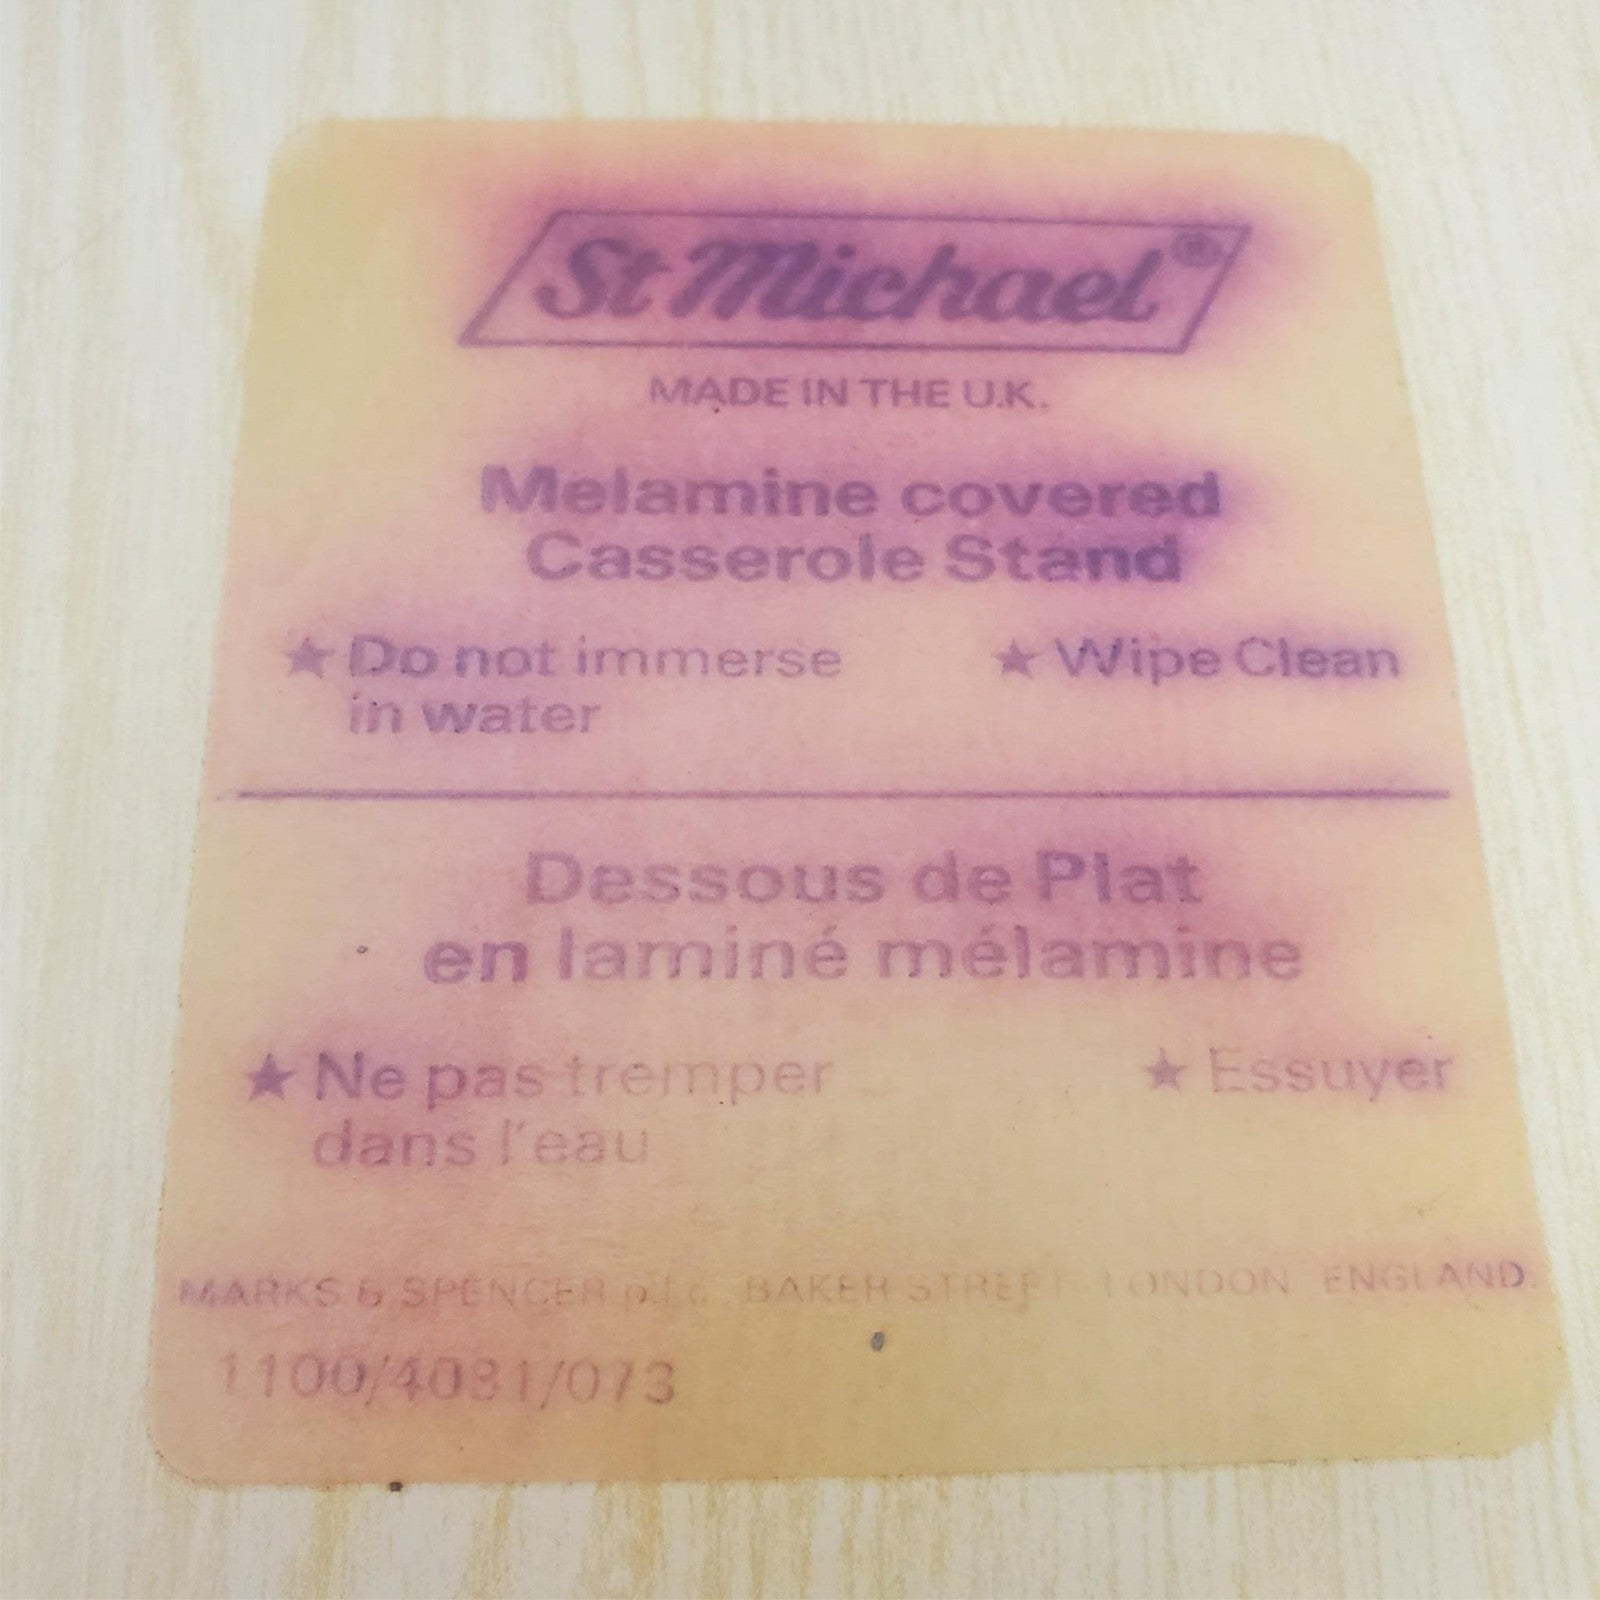 St Michael®
MADE IN THE U.K.
Melamine covered
Casserole Stand
★ Do not immerse
in water
★ Wipe Clean
Dessous de Plat
en laminé mélamine
★ Ne pas tremper
dans l'eau
★ Essuyer
MARKS & SPENCER p.l.c. BAKER STREET LONDON ENGLAND.
1100/4081/073